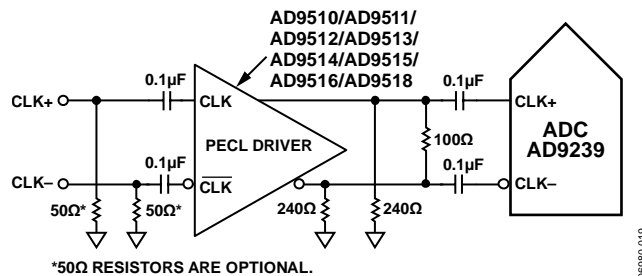 AD9510/AD9511/
AD9512/AD9513/
AD9514/AD9515/
AD9516/AD9518
0.1µF
CLK+
CLK
PECL DRIVER
0.1µF
CLK–
CLK
50Ω*
50Ω*
240Ω
240Ω
100Ω
0.1µF
CLK+
ADC
AD9239
0.1µF
CLK–
*50Ω RESISTORS ARE OPTIONAL.